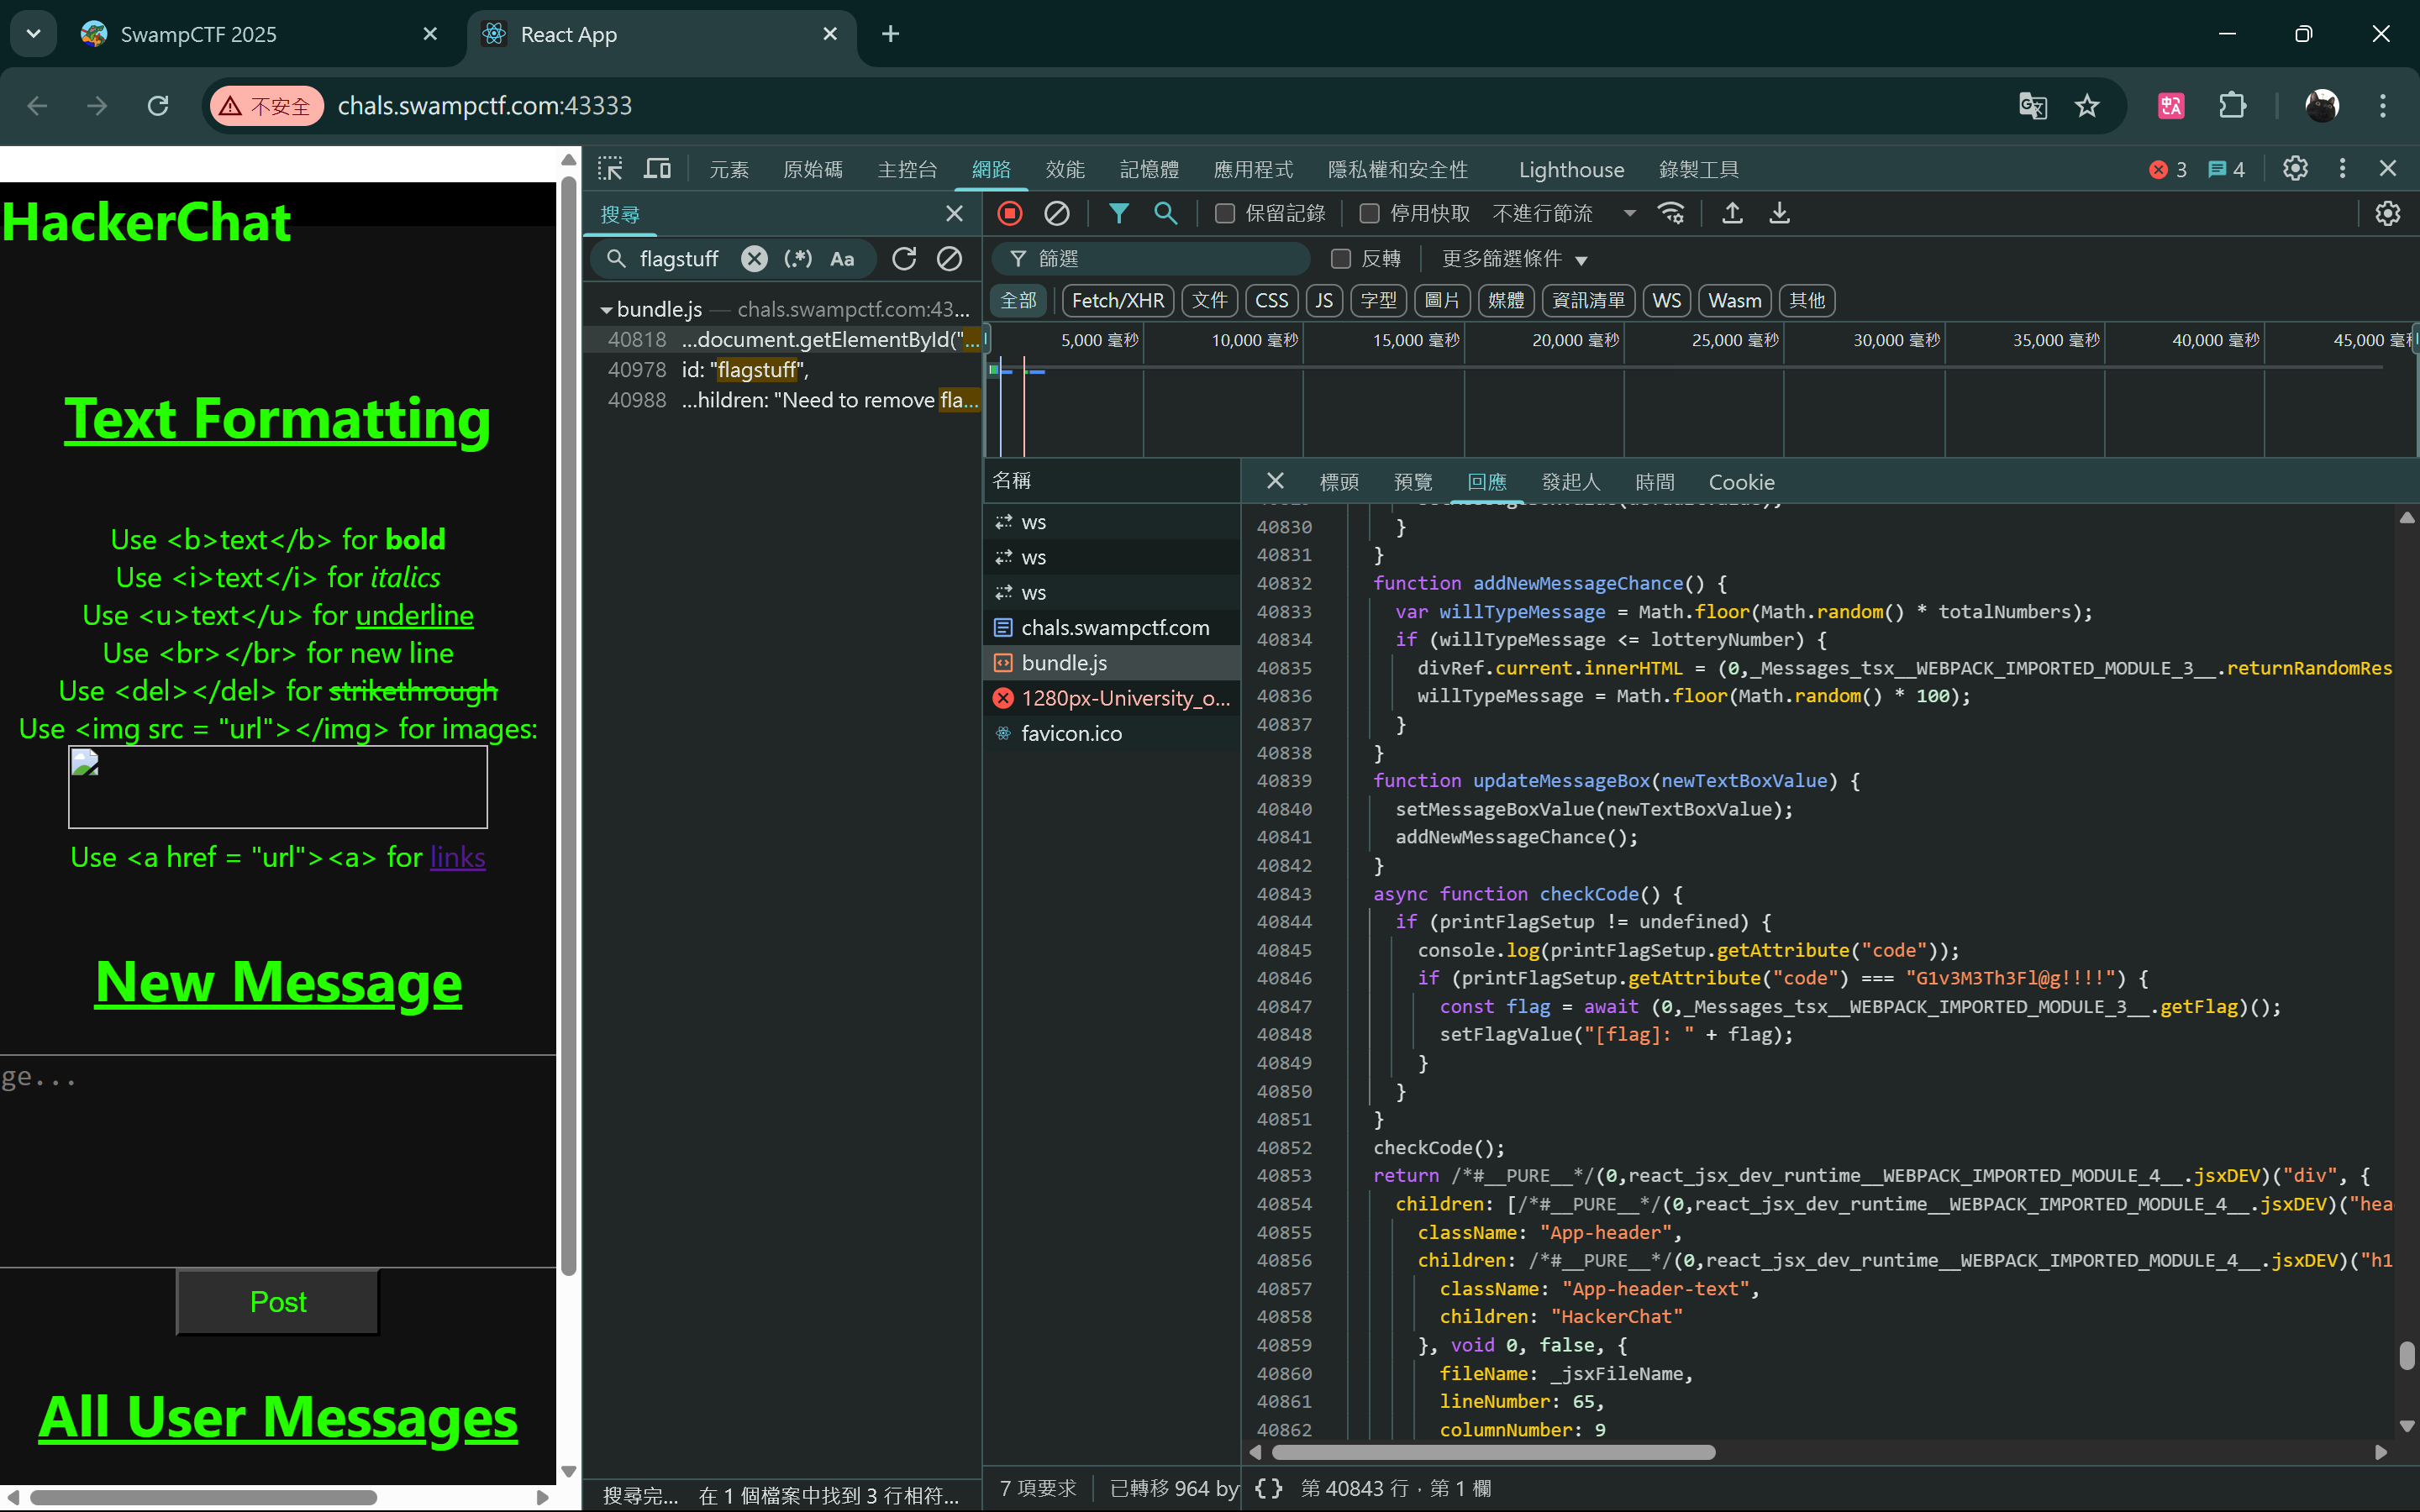 SwampCTF 2025
React App
不安全
chals.swampctf.com:43333
HackerChat
Text Formatting
Use <b>text</b> for bold
Use <i>text</i> for italics
Use <u>text</u> for underline
Use <br></br> for new line
Use <del></del> for strikethrough
Use <img src = "url"></img> for images:
Use <a href = "url"><a> for links
New Message
ge...
Post
All User Messages
元素 原始碼 主控台 網路 效能 記憶體 應用程式 隱私權和安全性 Lighthouse 錄製工具 3 4
搜尋
flagstuff (.*) Aa
bundle.js — chals.swampctf.com:43…
40818 …document.getElementById("…
40978 id: "flagstuff",
40988 …hildren: "Need to remove fla…
搜尋完... 在 1 個檔案中找到 3 行相符...
保留記錄 停用快取 不進行節流
篩選 反轉 更多篩選條件
全部 Fetch/XHR 文件 CSS JS 字型 圖片 媒體 資訊清單 WS Wasm 其他
5,000 毫秒 10,000 毫秒 15,000 毫秒 20,000 毫秒 25,000 毫秒 30,000 毫秒 35,000 毫秒 40,000 毫秒 45,000 毫秒
名稱
ws
ws
ws
chals.swampctf.com
bundle.js
1280px-University_o...
favicon.ico
7 項要求 已轉移 964 by
標頭 預覽 回應 發起人 時間 Cookie
40830 }
40831 }
40832 function addNewMessageChance() {
40833 var willTypeMessage = Math.floor(Math.random() * totalNumbers);
40834 if (willTypeMessage <= lotteryNumber) {
40835 divRef.current.innerHTML = (0,_Messages_tsx__WEBPACK_IMPORTED_MODULE_3__.returnRandomRes
40836 willTypeMessage = Math.floor(Math.random() * 100);
40837 }
40838 }
40839 function updateMessageBox(newTextBoxValue) {
40840 setMessageBoxValue(newTextBoxValue);
40841 addNewMessageChance();
40842 }
40843 async function checkCode() {
40844 if (printFlagSetup != undefined) {
40845 console.log(printFlagSetup.getAttribute("code"));
40846 if (printFlagSetup.getAttribute("code") === "G1v3M3Th3Fl@g!!!!") {
40847 const flag = await (0,_Messages_tsx__WEBPACK_IMPORTED_MODULE_3__.getFlag)();
40848 setFlagValue("[flag]: " + flag);
40849 }
40850 }
40851 }
40852 checkCode();
40853 return /*#__PURE__*/(0,react_jsx_dev_runtime__WEBPACK_IMPORTED_MODULE_4__.jsxDEV)("div", {
40854 children: [/*#__PURE__*/(0,react_jsx_dev_runtime__WEBPACK_IMPORTED_MODULE_4__.jsxDEV)("hea
40855 className: "App-header",
40856 children: /*#__PURE__*/(0,react_jsx_dev_runtime__WEBPACK_IMPORTED_MODULE_4__.jsxDEV)("h1
40857 className: "App-header-text",
40858 children: "HackerChat"
40859 }, void 0, false, {
40860 fileName: _jsxFileName,
40861 lineNumber: 65,
40862 columnNumber: 9
{} 第 40843 行，第 1 欄